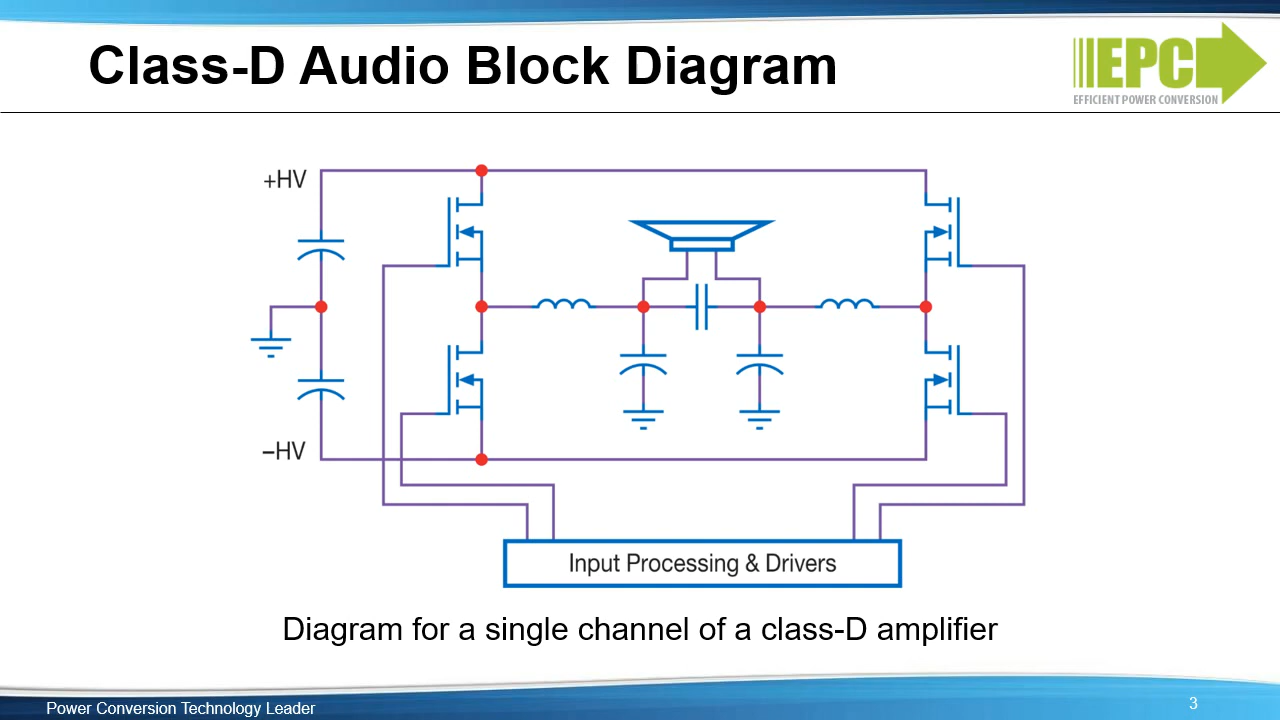 Class-D Audio Block Diagram
EPC
EFFICIENT POWER CONVERSION
+HV
–HV
Input Processing & Drivers
Diagram for a single channel of a class-D amplifier
Power Conversion Technology Leader
3